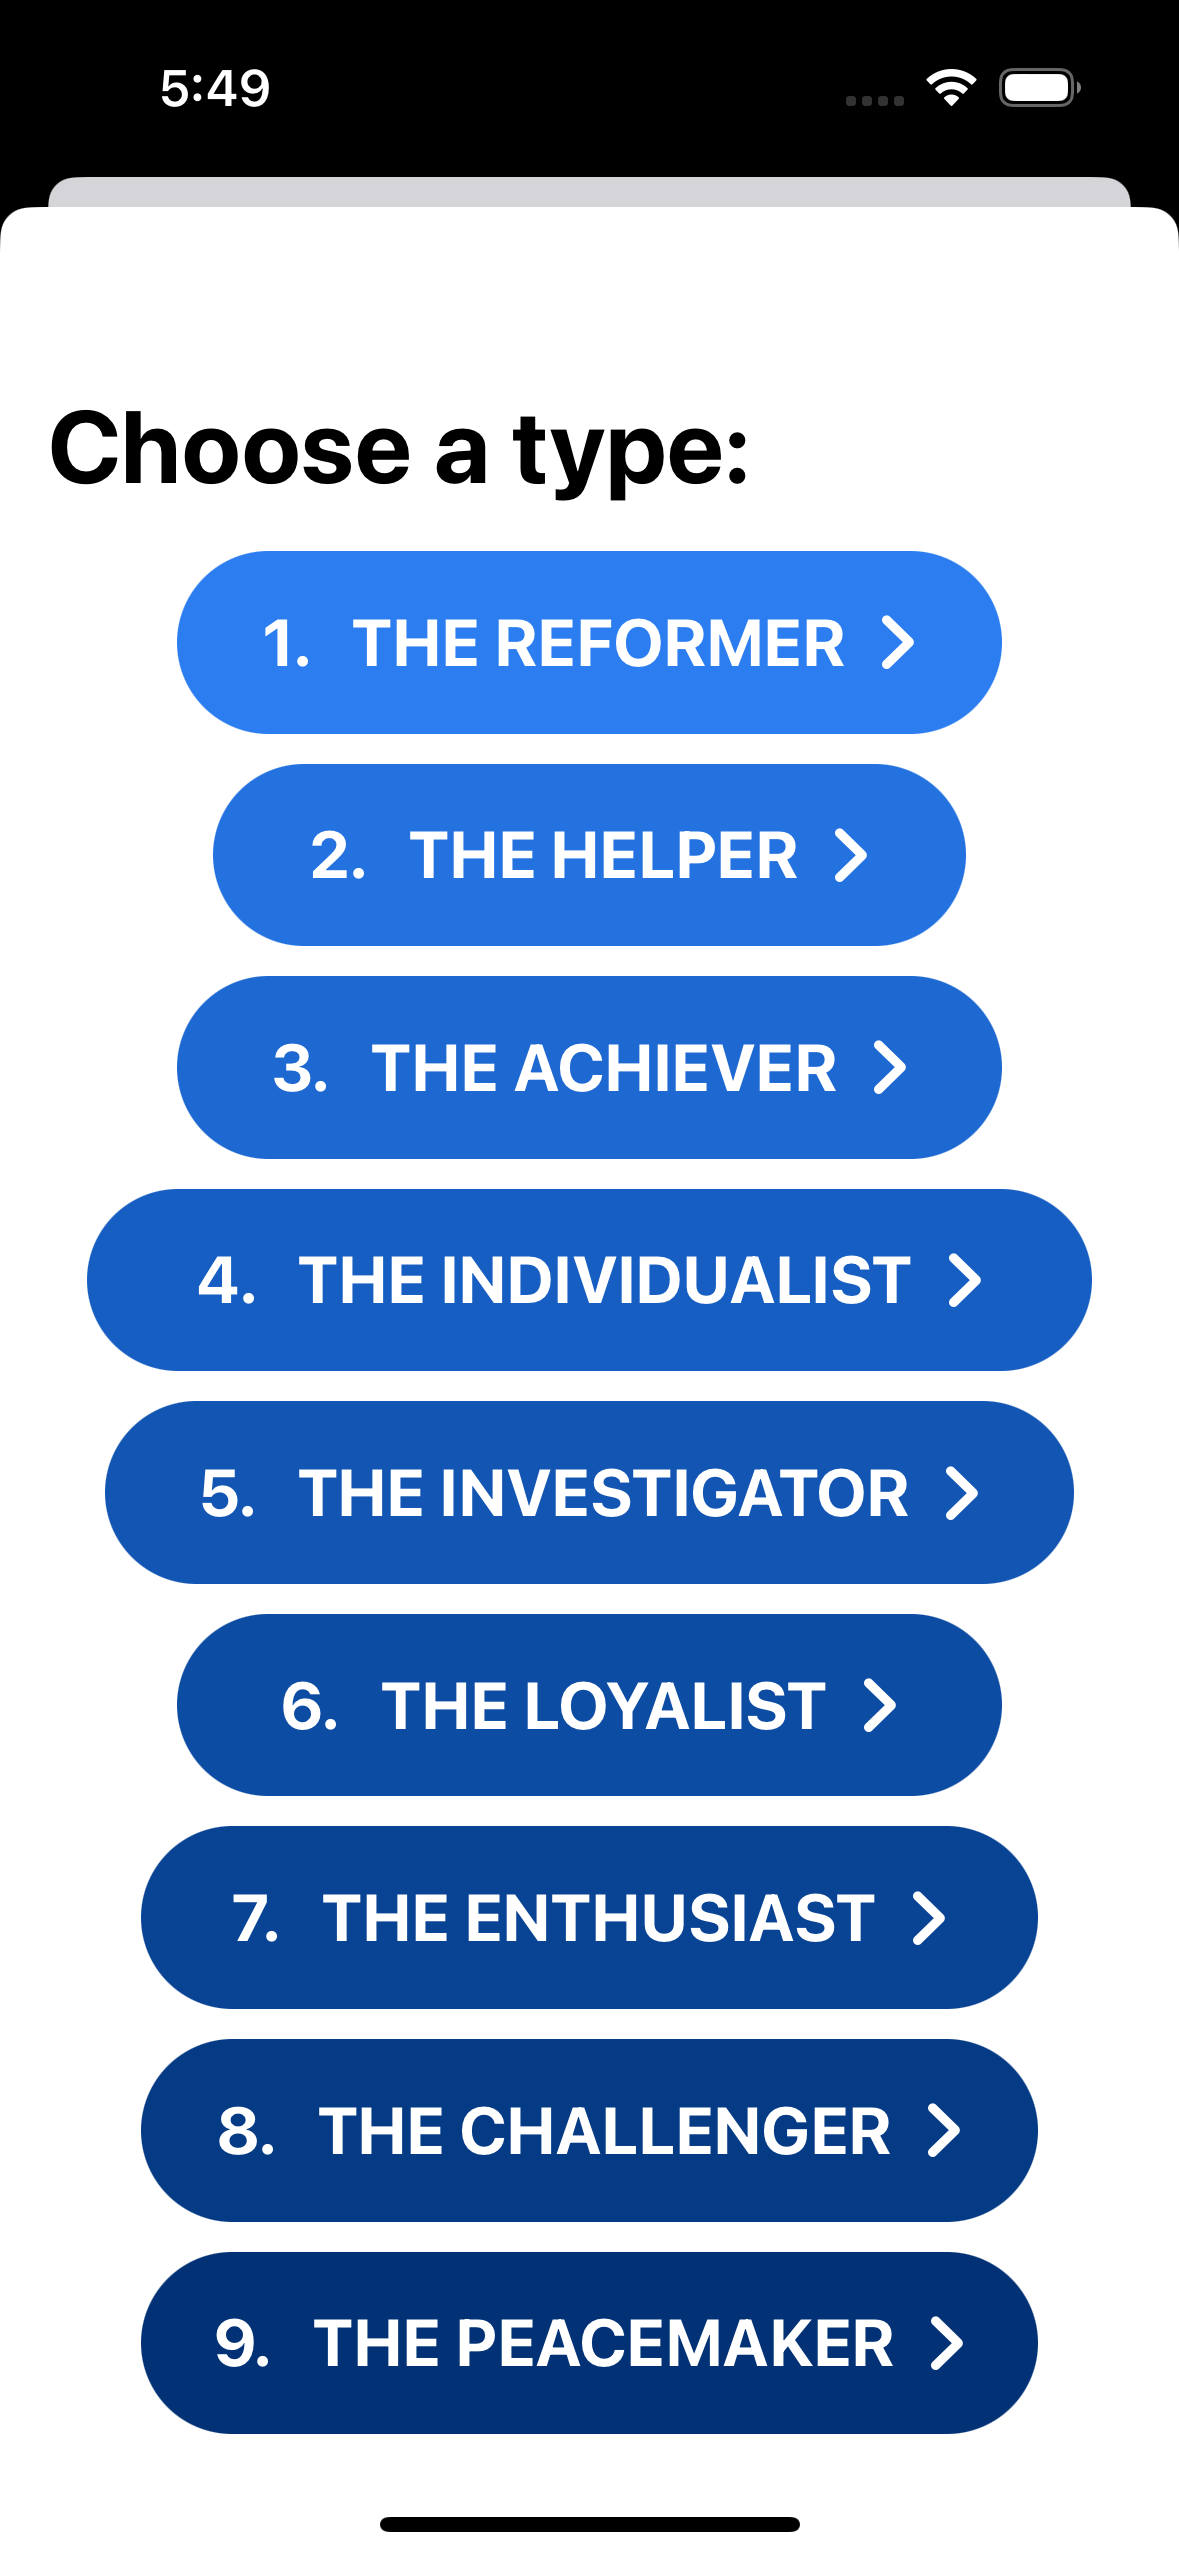 5:49
Choose a type:
1. THE REFORMER
2. THE HELPER
3. THE ACHIEVER
4. THE INDIVIDUALIST
5. THE INVESTIGATOR
6. THE LOYALIST
7. THE ENTHUSIAST
8. THE CHALLENGER
9. THE PEACEMAKER